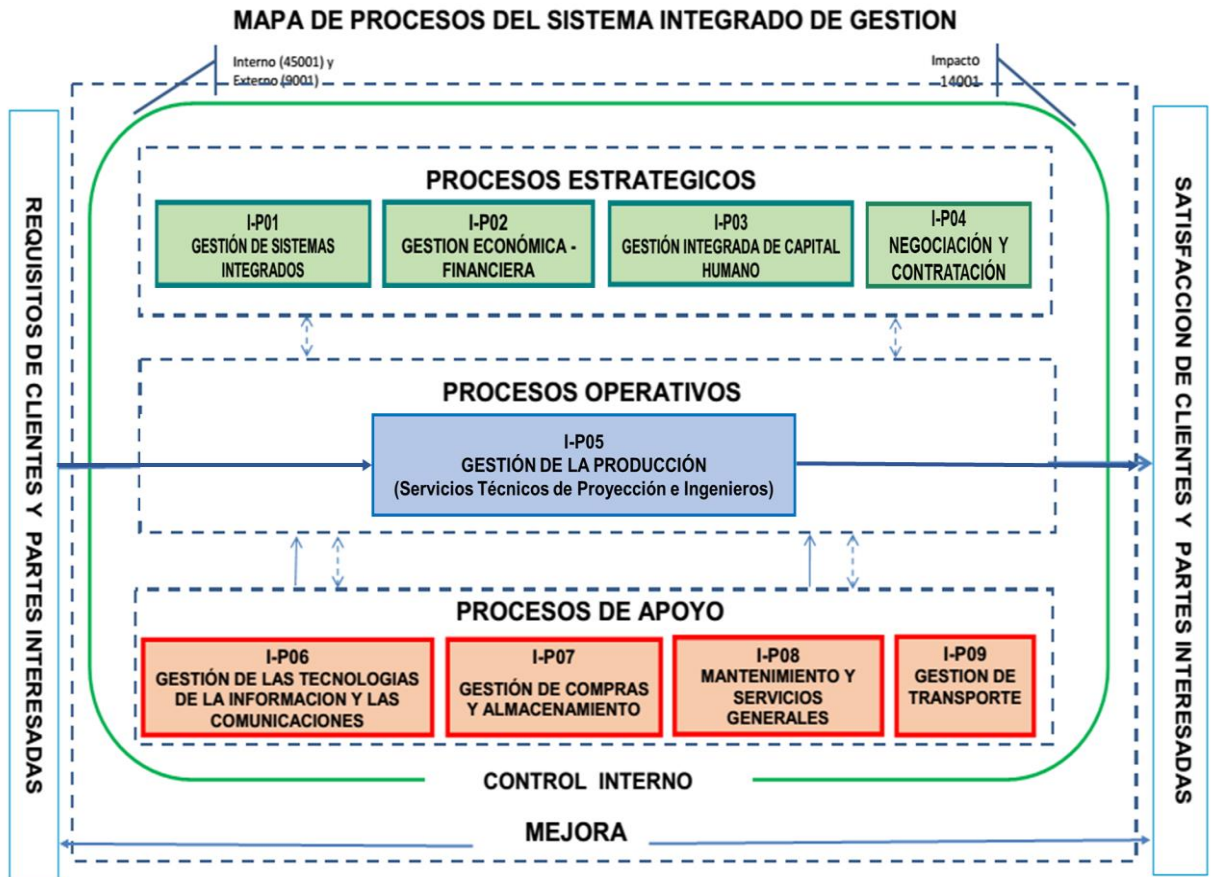 MAPA DE PROCESOS DEL SISTEMA INTEGRADO DE GESTION
Interno (45001) y
Externo (9001)
Impacto
14001
REQUISITOS DE CLIENTES Y PARTES INTERESADAS
PROCESOS ESTRATEGICOS
I-P01
GESTIÓN DE SISTEMAS
INTEGRADOS
I-P02
GESTION ECONÓMICA -
FINANCIERA
I-P03
GESTIÓN INTEGRADA DE CAPITAL
HUMANO
I-P04
NEGOCIACIÓN Y
CONTRATACIÓN
PROCESOS OPERATIVOS
I-P05
GESTIÓN DE LA PRODUCCIÓN
(Servicios Técnicos de Proyección e Ingenieros)
PROCESOS DE APOYO
I-P06
GESTIÓN DE LAS TECNOLOGIAS
DE LA INFORMACION Y LAS
COMUNICACIONES
I-P07
GESTIÓN DE COMPRAS
Y ALMACENAMIENTO
I-P08
MANTENIMIENTO Y
SERVICIOS
GENERALES
I-P09
GESTION DE
TRANSPORTE
CONTROL INTERNO
MEJORA
SATISFACCION DE CLIENTES Y PARTES INTERESADAS